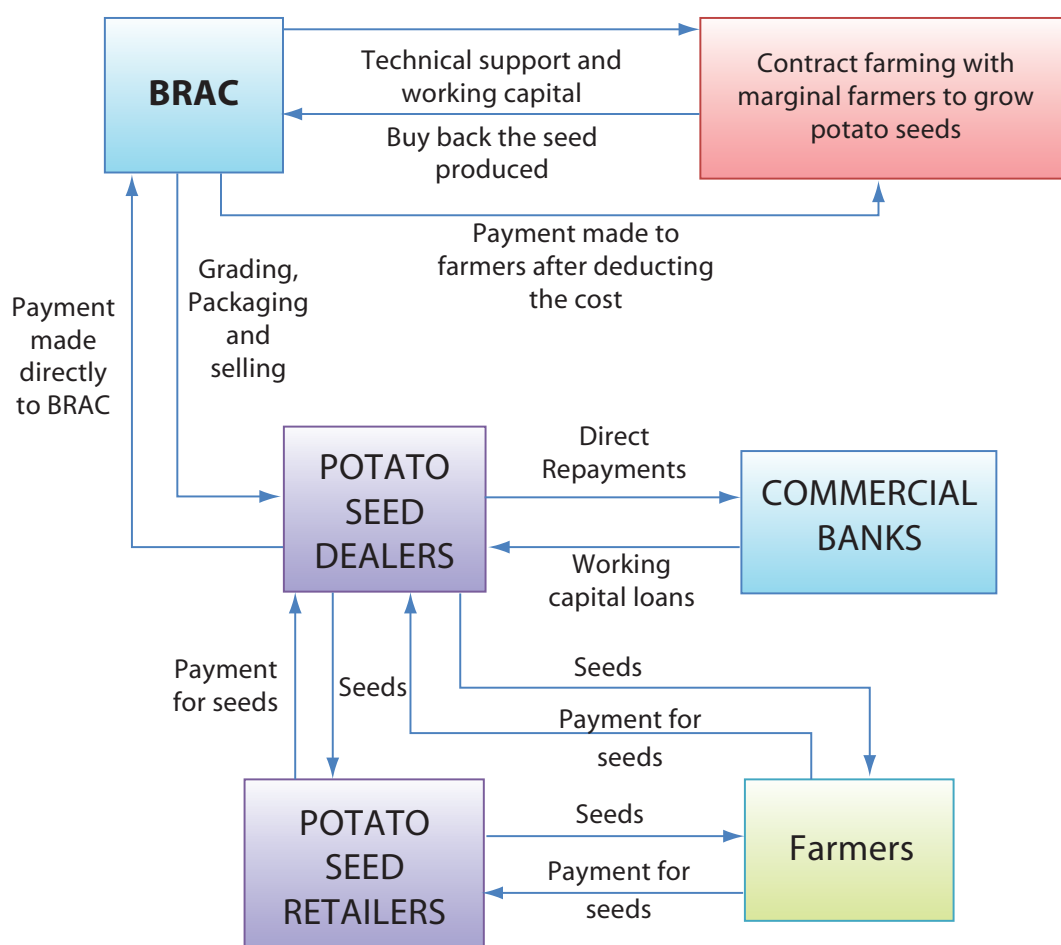 BRAC
Technical support and
working capital
Buy back the seed
produced
Contract farming with
marginal farmers to grow
potato seeds
Payment made to
farmers after deducting
the cost
Grading,
Packaging
and
selling
Payment
made
directly
to BRAC
POTATO
SEED
DEALERS
Direct
Repayments
COMMERCIAL
BANKS
Working
capital loans
Payment
for seeds
Seeds
Seeds
Payment for
seeds
POTATO
SEED
RETAILERS
Seeds
Payment for
seeds
Farmers